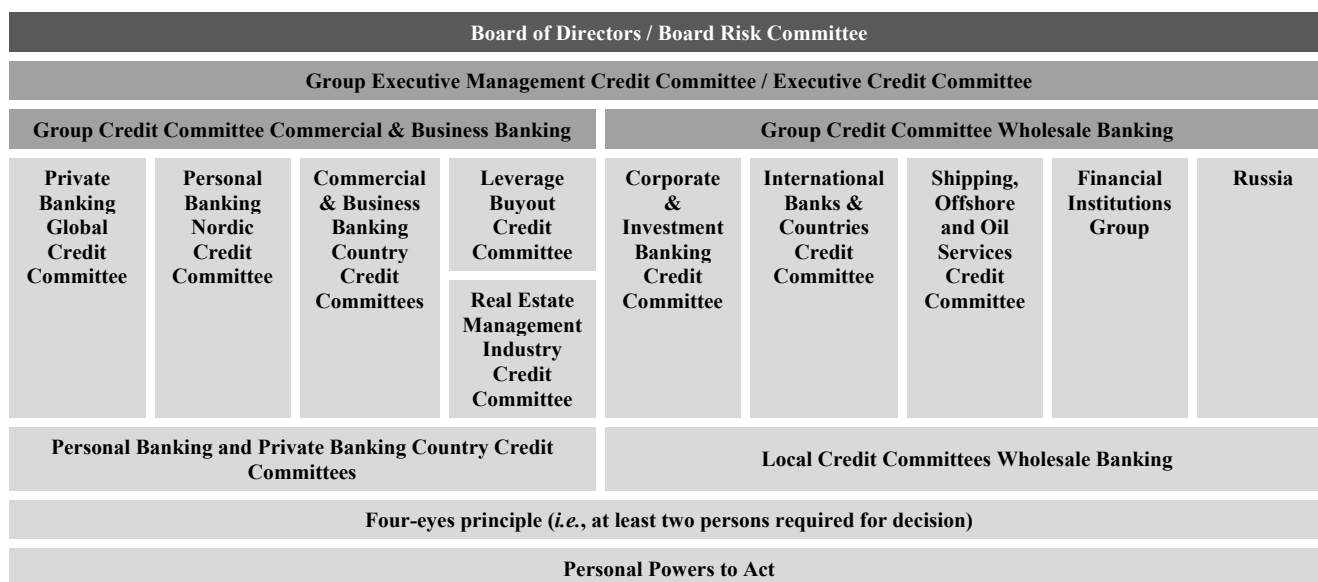 Board of Directors / Board Risk Committee
Group Executive Management Credit Committee / Executive Credit Committee
Group Credit Committee Commercial & Business Banking
Group Credit Committee Wholesale Banking
Private
Banking
Global
Credit
Committee
Personal
Banking
Nordic
Credit
Committee
Commercial
& Business
Banking
Country
Credit
Committees
Leverage
Buyout
Credit
Committee
Real Estate
Management
Industry
Credit
Committee
Corporate
&
Investment
Banking
Credit
Committee
International
Banks &
Countries
Credit
Committee
Shipping,
Offshore
and Oil
Services
Credit
Committee
Financial
Institutions
Group
Russia
Personal Banking and Private Banking Country Credit
Committees
Local Credit Committees Wholesale Banking
Four-eyes principle (i.e., at least two persons required for decision)
Personal Powers to Act